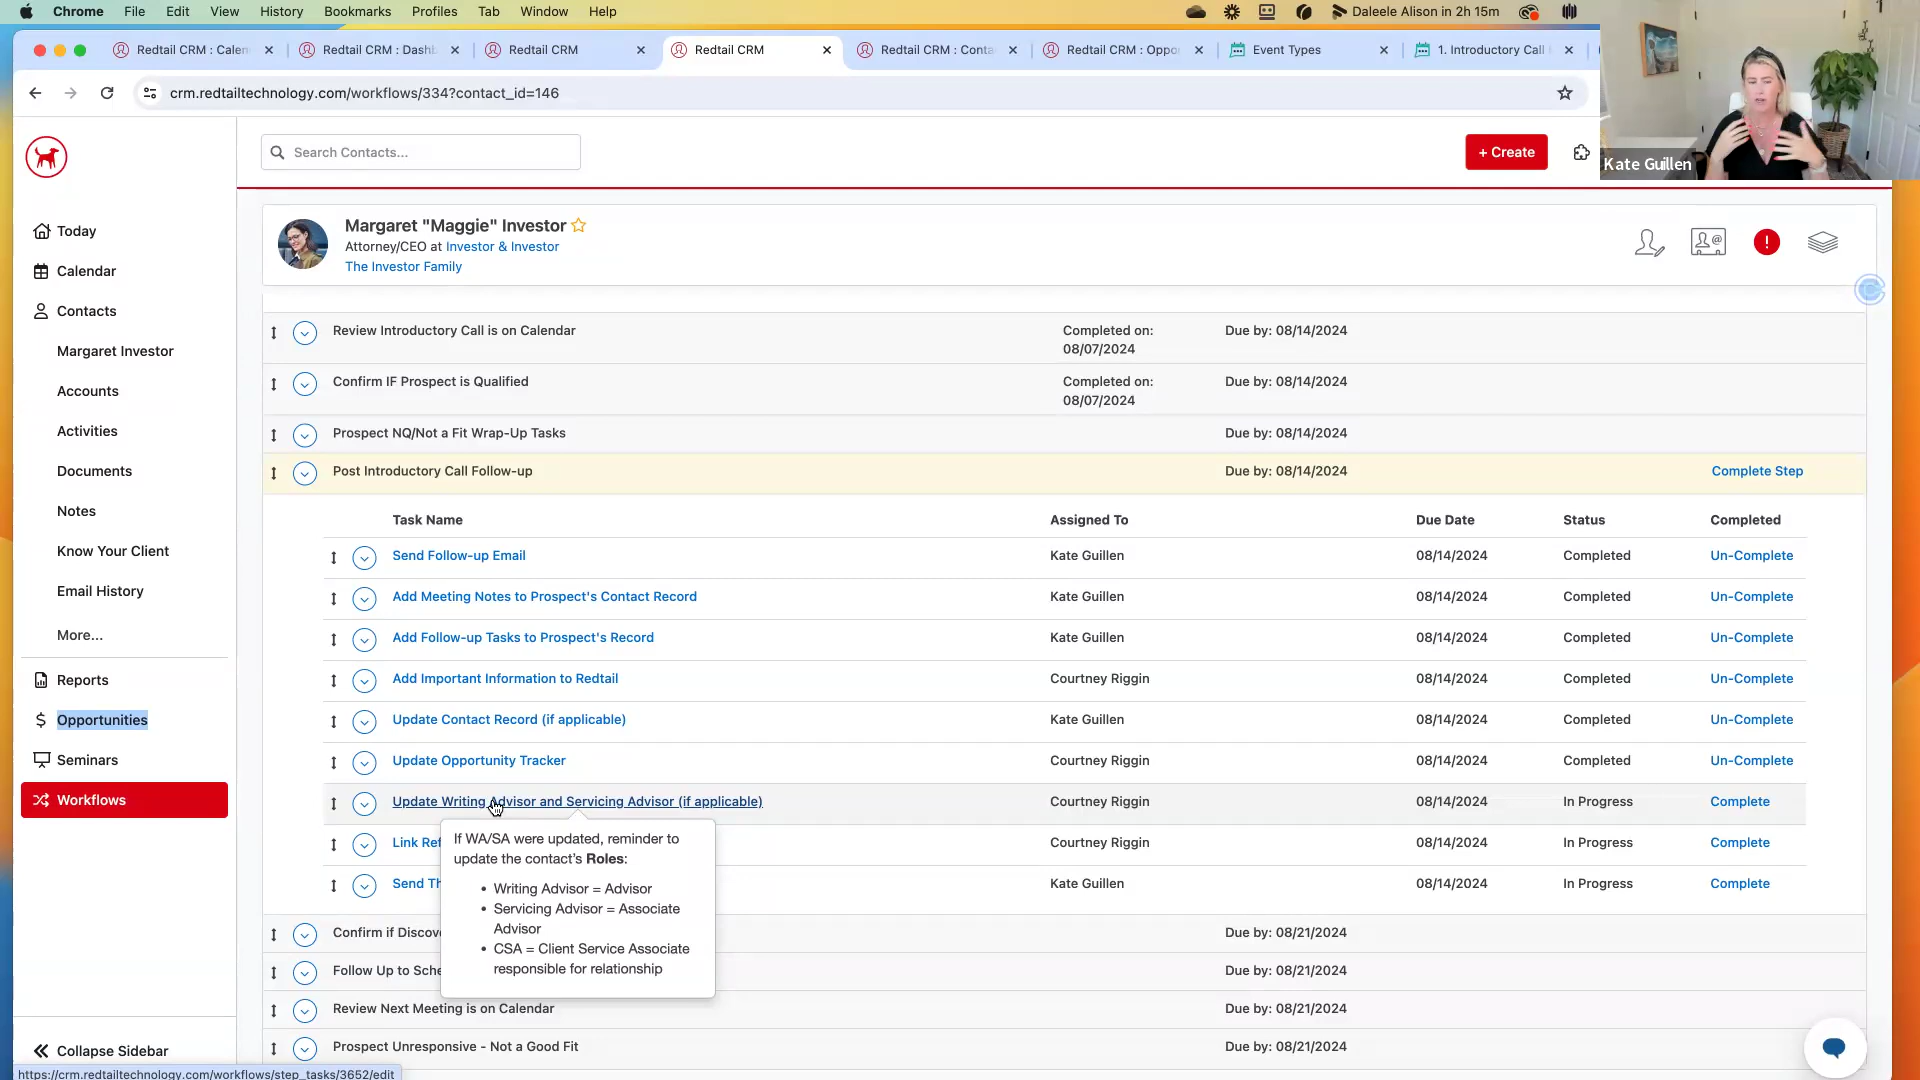 Chrome File Edit View History Bookmarks Profiles Tab Window Help
Daleele Alison in 2h 15m
Redtail CRM : Calen
Redtail CRM : Dashb
Redtail CRM
Redtail CRM
Redtail CRM : Conta
Redtail CRM : Oppo
Event Types
1. Introductory Call
crm.redtailtechnology.com/workflows/334?contact_id=146
Kate Guillen
Search Contacts...
+ Create
Today
Calendar
Contacts
Margaret Investor
Accounts
Activities
Documents
Notes
Know Your Client
Email History
More...
Reports
Opportunities
Seminars
Workflows
Collapse Sidebar
Margaret "Maggie" Investor
Attorney/CEO at Investor & Investor
The Investor Family
Review Introductory Call is on Calendar Completed on: 08/07/2024 Due by: 08/14/2024
Confirm IF Prospect is Qualified Completed on: 08/07/2024 Due by: 08/14/2024
Prospect NQ/Not a Fit Wrap-Up Tasks Due by: 08/14/2024
Post Introductory Call Follow-up Due by: 08/14/2024 Complete Step
Task Name Assigned To Due Date Status Completed
Send Follow-up Email Kate Guillen 08/14/2024 Completed Un-Complete
Add Meeting Notes to Prospect's Contact Record Kate Guillen 08/14/2024 Completed Un-Complete
Add Follow-up Tasks to Prospect's Record Kate Guillen 08/14/2024 Completed Un-Complete
Add Important Information to Redtail Courtney Riggin 08/14/2024 Completed Un-Complete
Update Contact Record (if applicable) Kate Guillen 08/14/2024 Completed Un-Complete
Update Opportunity Tracker Courtney Riggin 08/14/2024 Completed Un-Complete
Update Writing Advisor and Servicing Advisor (if applicable) Courtney Riggin 08/14/2024 In Progress Complete
Link Ref Courtney Riggin 08/14/2024 In Progress Complete
Send Th Kate Guillen 08/14/2024 In Progress Complete
If WA/SA were updated, reminder to
update the contact's Roles:
• Writing Advisor = Advisor
• Servicing Advisor = Associate
Advisor
• CSA = Client Service Associate
responsible for relationship
Confirm if Discove Due by: 08/21/2024
Follow Up to Sche Due by: 08/21/2024
Review Next Meeting is on Calendar Due by: 08/21/2024
Prospect Unresponsive - Not a Good Fit Due by: 08/21/2024
https://crm.redtailtechnology.com/workflows/step_tasks/3652/edit